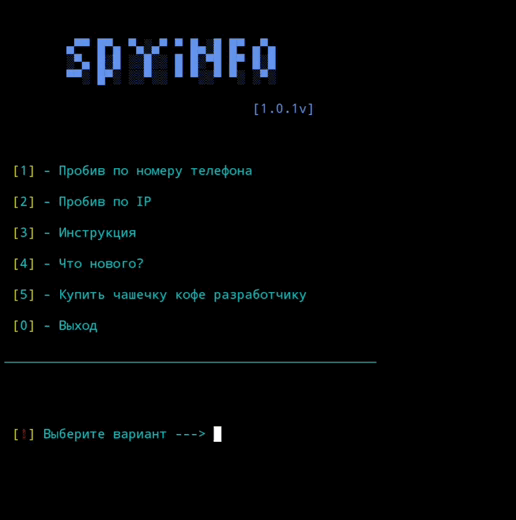 SPYINFO
[1.0.1v]
[1] - Пробив по номеру телефона
[2] - Пробив по IP
[3] - Инструкция
[4] - Что нового?
[5] - Купить чашечку кофе разработчику
[0] - Выход
[!] Выберите вариант --->